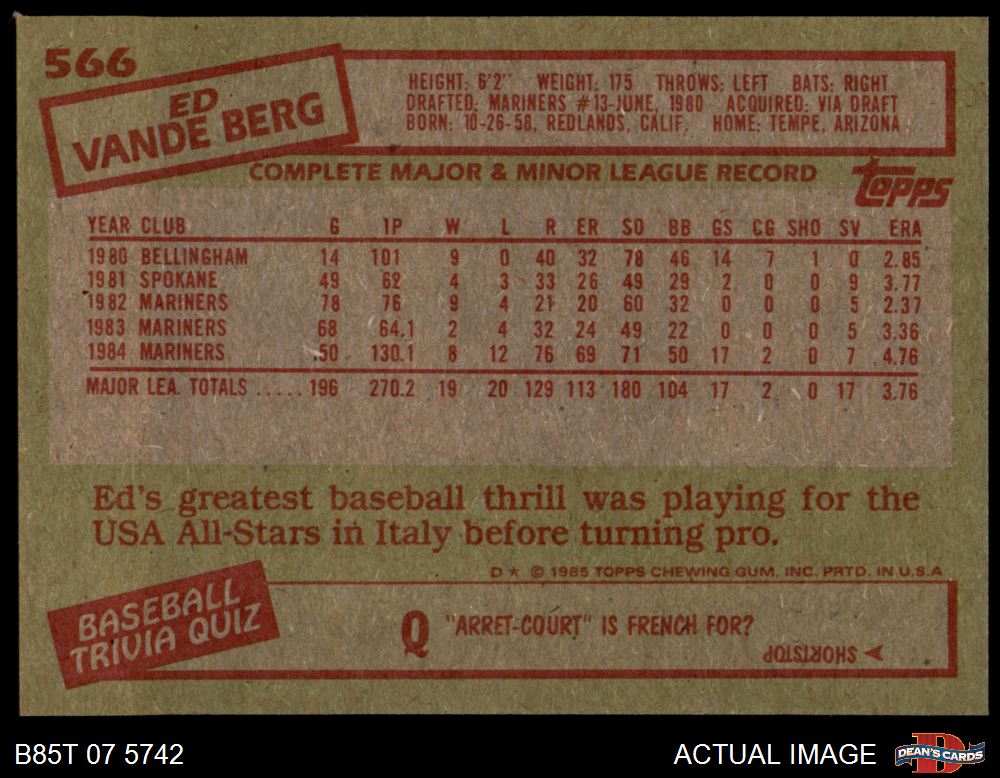 566
ED
VANDE BERG
HEIGHT: 6'2" WEIGHT: 175 THROWS: LEFT BATS: RIGHT
DRAFTED: MARINERS #13-JUNE, 1980 ACQUIRED: VIA DRAFT
BORN: 10-26-58, REDLANDS, CALIF. HOME: TEMPE, ARIZONA
COMPLETE MAJOR & MINOR LEAGUE RECORD
TOPPS
YEAR CLUB G IP W L R ER SO BB GS CG SHO SV ERA
1980 BELLINGHAM 14 101 9 0 40 32 78 46 14 7 1 0 2.85
1981 SPOKANE 49 62 4 3 33 26 49 29 2 0 0 9 3.77
1982 MARINERS 78 76 9 4 21 20 60 32 0 0 0 5 2.37
1983 MARINERS 68 64.1 2 4 32 24 49 22 0 0 0 5 3.36
1984 MARINERS 50 130.1 8 12 76 69 71 50 17 2 0 7 4.76
MAJOR LEA. TOTALS ..... 196 270.2 19 20 129 113 180 104 17 2 0 17 3.76
Ed's greatest baseball thrill was playing for the
USA All-Stars in Italy before turning pro.
D★ © 1985 TOPPS CHEWING GUM, INC. PRTD. IN U.S.A
BASEBALL
TRIVIA QUIZ
Q "ARRET-COURT" IS FRENCH FOR?
SHORTSTOP
B85T 07 5742
ACTUAL IMAGE
D
DEAN'S CARDS